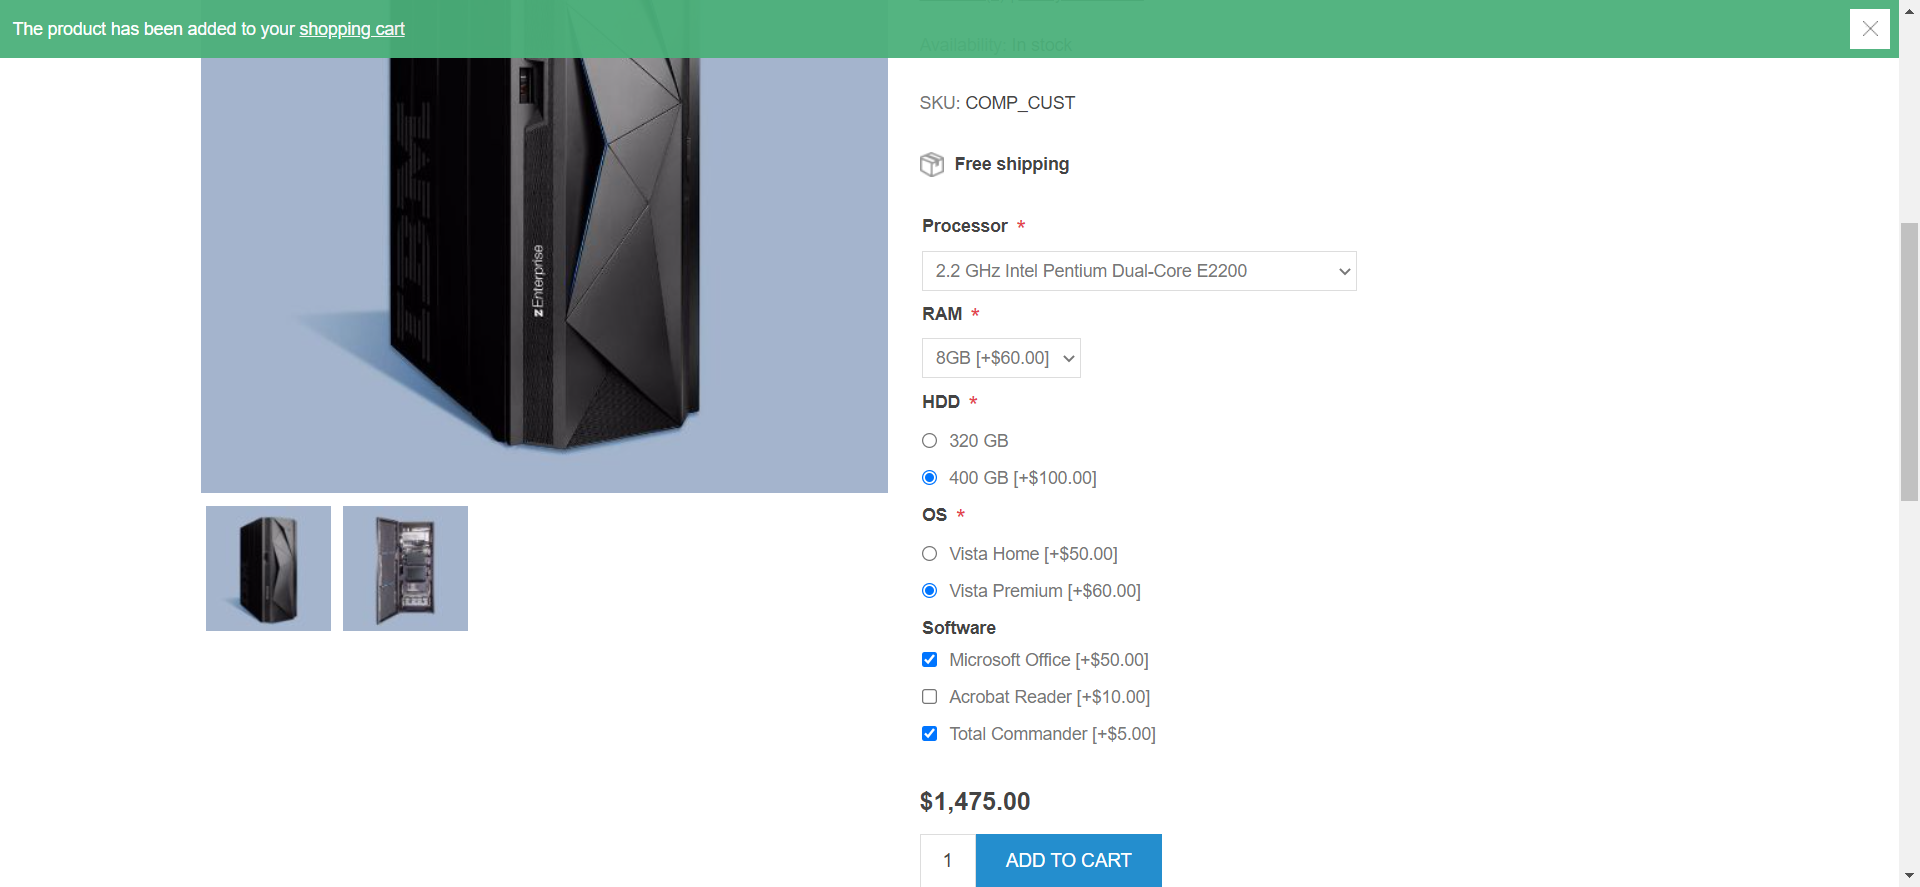 The product has been added to your shopping cart
Availability: In stock
SKU: COMP_CUST
Free shipping
Processor *
2.2 GHz Intel Pentium Dual-Core E2200
RAM *
8GB [+$60.00]
HDD *
320 GB
400 GB [+$100.00]
OS *
Vista Home [+$50.00]
Vista Premium [+$60.00]
Software
Microsoft Office [+$50.00]
Acrobat Reader [+$10.00]
Total Commander [+$5.00]
$1,475.00
1 ADD TO CART
IBM
zEnterprise